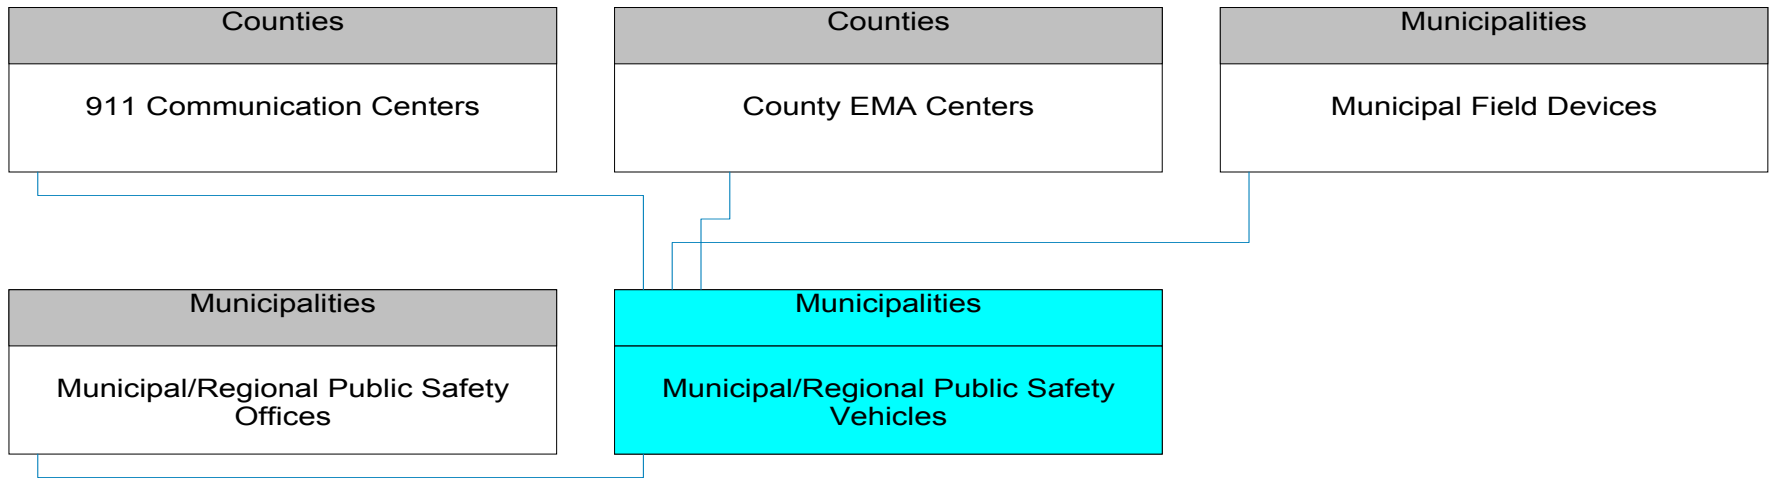 Counties
911 Communication Centers
Counties
County EMA Centers
Municipalities
Municipal Field Devices
Municipalities
Municipal/Regional Public Safety
Offices
Municipalities
Municipal/Regional Public Safety
Vehicles